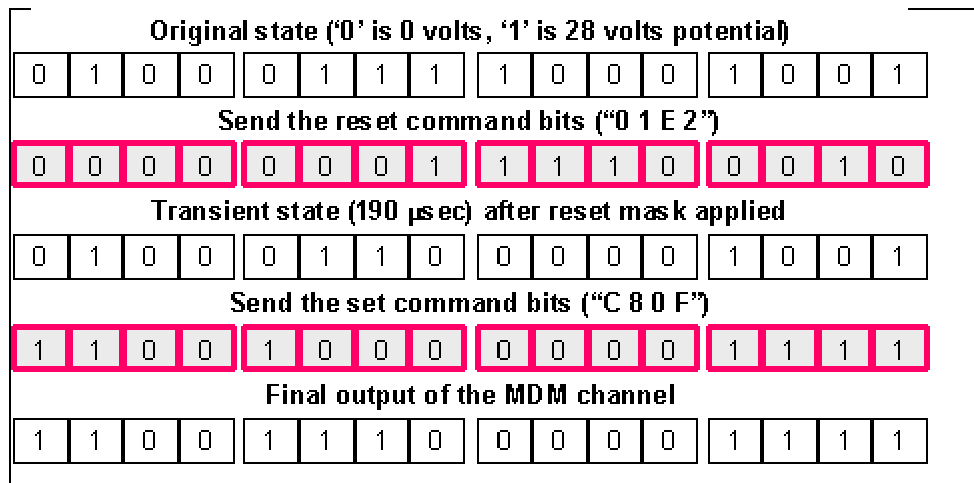 Original state ('0' is 0 volts, '1' is 28 volts potential)
0 1 0 0 0 1 1 1 1 0 0 0 1 0 0 1
Send the reset command bits (“0 1 E 2”)
0 0 0 0 0 0 0 1 1 1 1 0 0 0 1 0
Transient state (190 μsec) after reset mask applied
0 1 0 0 0 1 1 0 0 0 0 0 1 0 0 1
Send the set command bits (“C 8 0 F”)
1 1 0 0 1 0 0 0 0 0 0 0 1 1 1 1
Final output of the MDM channel
1 1 0 0 1 1 1 0 0 0 0 0 1 1 1 1